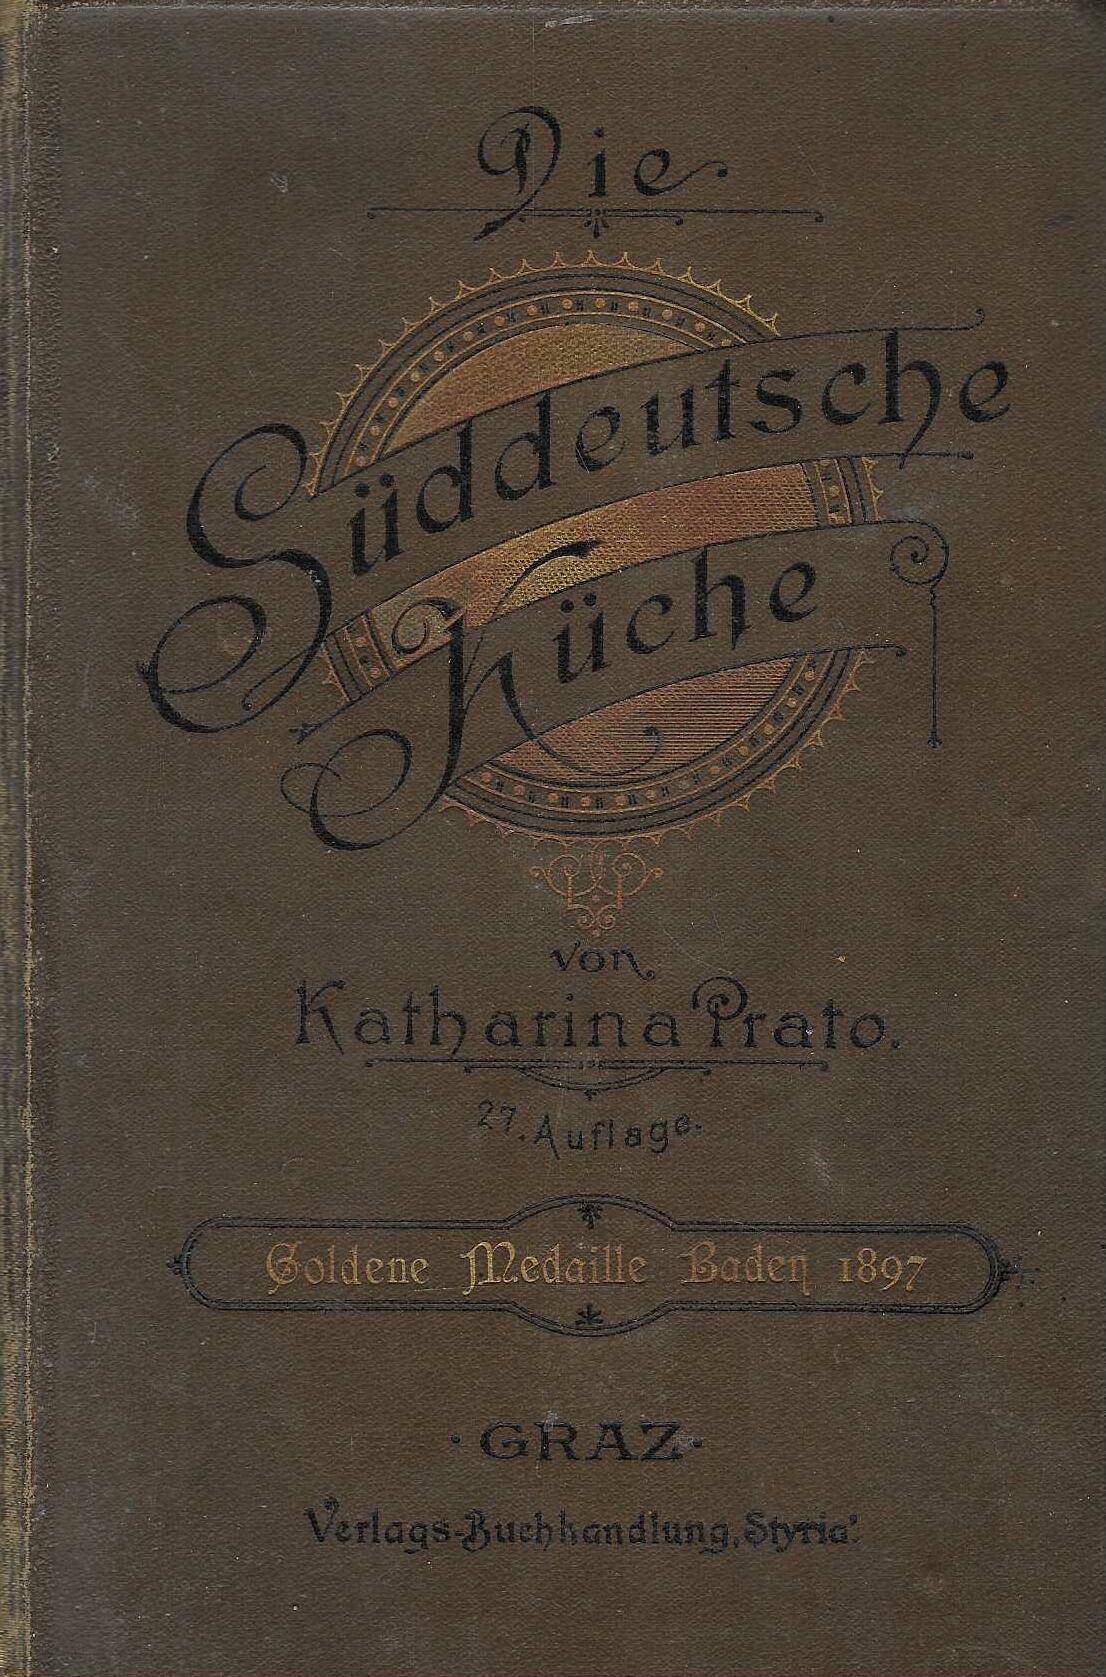 Die
Süddeutsche
Küche
von
Katharina Prato.
27. Auflage.
Goldene Medaille Baden 1897
· GRAZ ·
Verlags-Buchhandlung „Styria“.